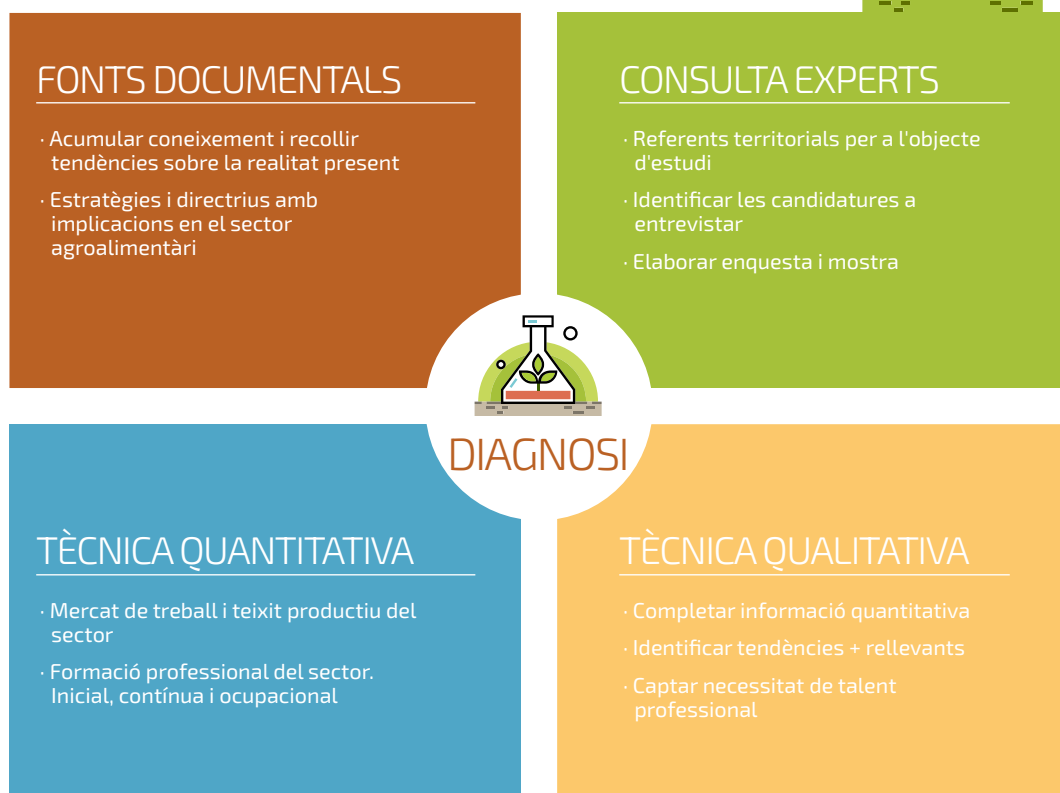 FONTS DOCUMENTALS
· Acumular coneixement i recollir
tendències sobre la realitat present
· Estratègies i directrius amb
implicacions en el sector
agroalimentàri
CONSULTA EXPERTS
· Referents territorials per a l'objecte
d'estudi
· Identificar les candidatures a
entrevistar
· Elaborar enquesta i mostra
DIAGNOSI
TÈCNICA QUANTITATIVA
· Mercat de treball i teixit productiu del
sector
· Formació professional del sector.
Inicial, contínua i ocupacional
TÈCNICA QUALITATIVA
· Completar informació quantitativa
· Identificar tendències + rellevants
· Captar necessitat de talent
professional